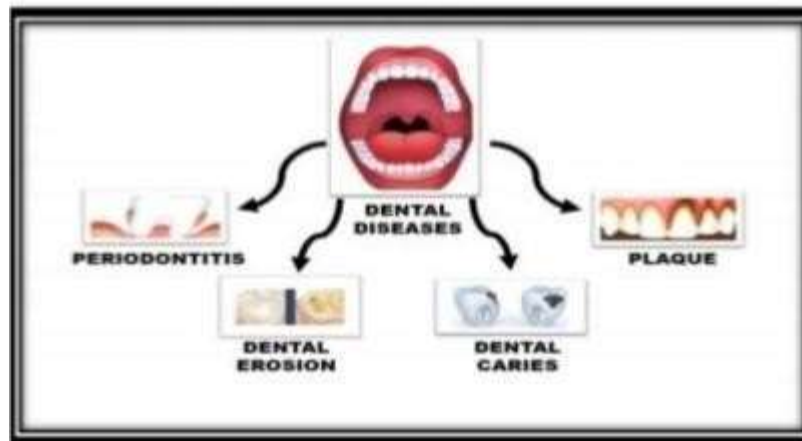 DENTAL
DISEASES
PERIODONTITIS
PLAQUE
DENTAL
EROSION
DENTAL
CARIES